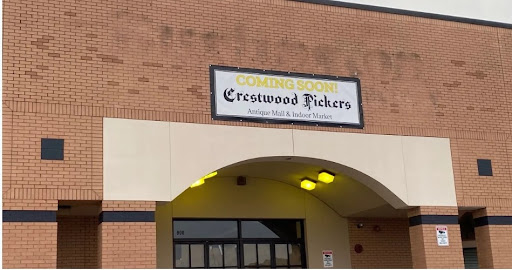 COMING SOON!
Crestwood Pickers
Antique Mall & Indoor Market